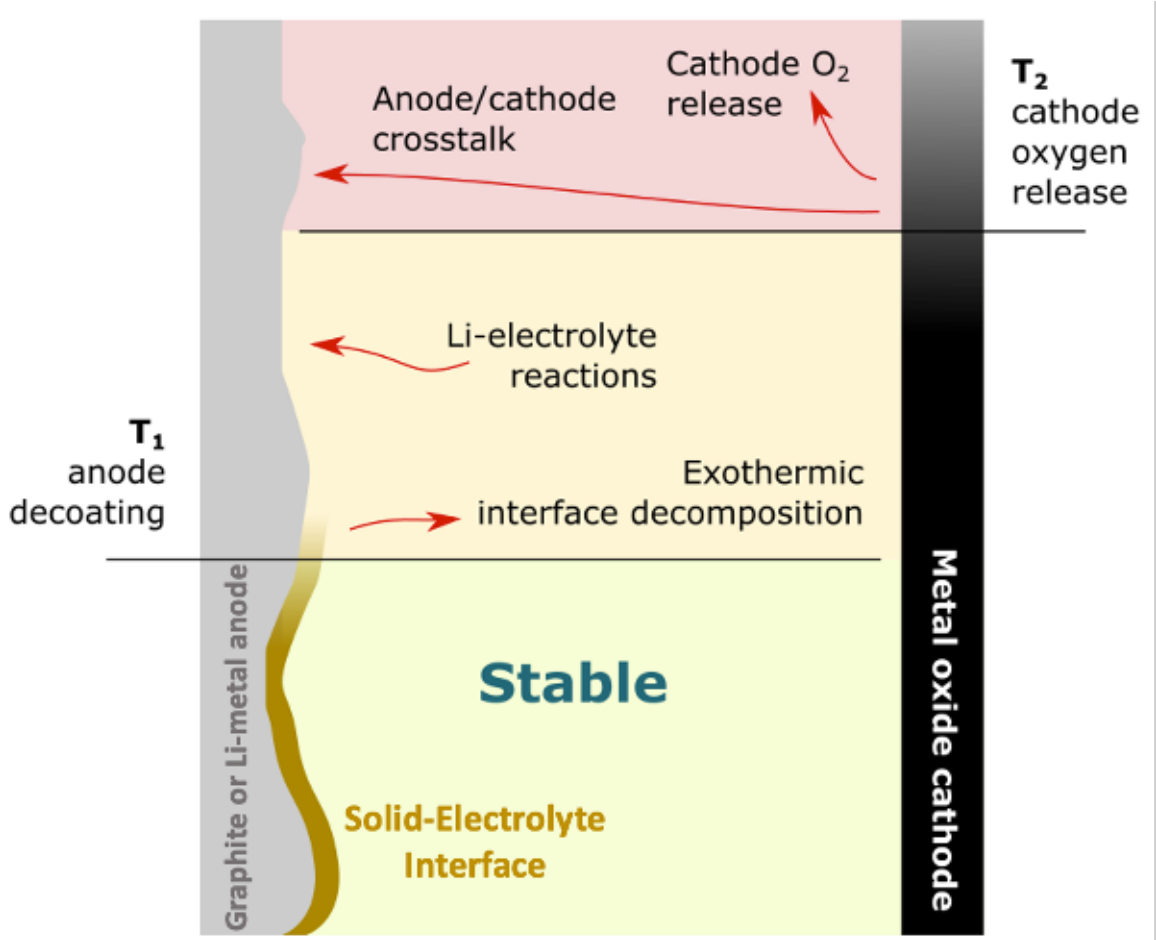 Cathode O₂
release
Anode/cathode
crosstalk
T₂
cathode
oxygen
release
Li-electrolyte
reactions
T₁
anode
decoating
Exothermic
interface decomposition
Graphite or Li-metal anode
Stable
Solid-Electrolyte
Interface
Metal oxide cathode